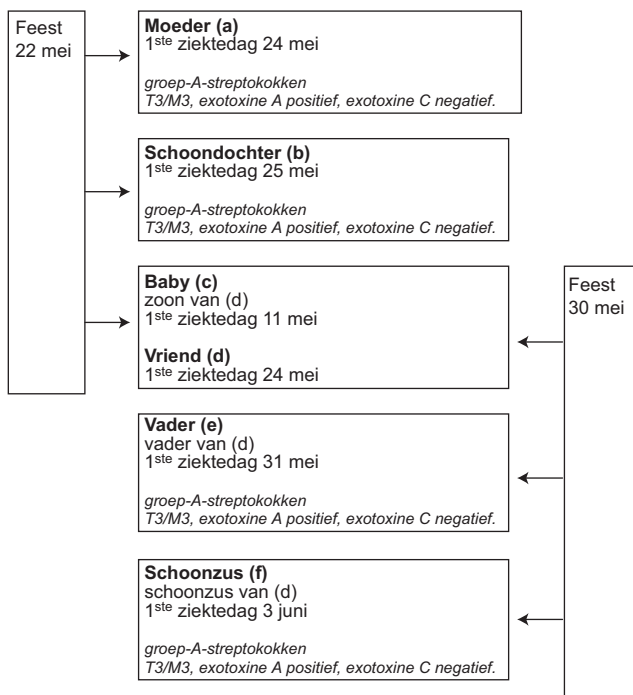 Feest
22 mei
Moeder (a)
1ste ziektedag 24 mei
groep-A-streptokokken
T3/M3, exotoxine A positief, exotoxine C negatief.
Schoondochter (b)
1ste ziektedag 25 mei
groep-A-streptokokken
T3/M3, exotoxine A positief, exotoxine C negatief.
Baby (c)
zoon van (d)
1ste ziektedag 11 mei
Vriend (d)
1ste ziektedag 24 mei
Feest
30 mei
Vader (e)
vader van (d)
1ste ziektedag 31 mei
groep-A-streptokokken
T3/M3, exotoxine A positief, exotoxine C negatief.
Schoonzus (f)
schoonzus van (d)
1ste ziektedag 3 juni
groep-A-streptokokken
T3/M3, exotoxine A positief, exotoxine C negatief.